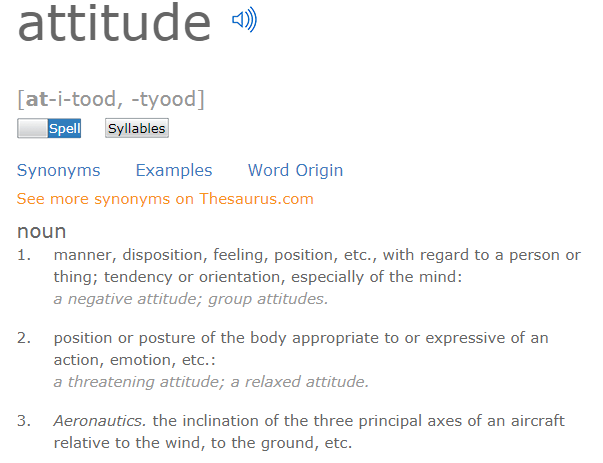 attitude
[at-i-tood, -tyood]
Spell Syllables
Synonyms Examples Word Origin
See more synonyms on Thesaurus.com
noun
1. manner, disposition, feeling, position, etc., with regard to a person or
thing; tendency or orientation, especially of the mind:
a negative attitude; group attitudes.
2. position or posture of the body appropriate to or expressive of an
action, emotion, etc.:
a threatening attitude; a relaxed attitude.
3. Aeronautics. the inclination of the three principal axes of an aircraft
relative to the wind, to the ground, etc.